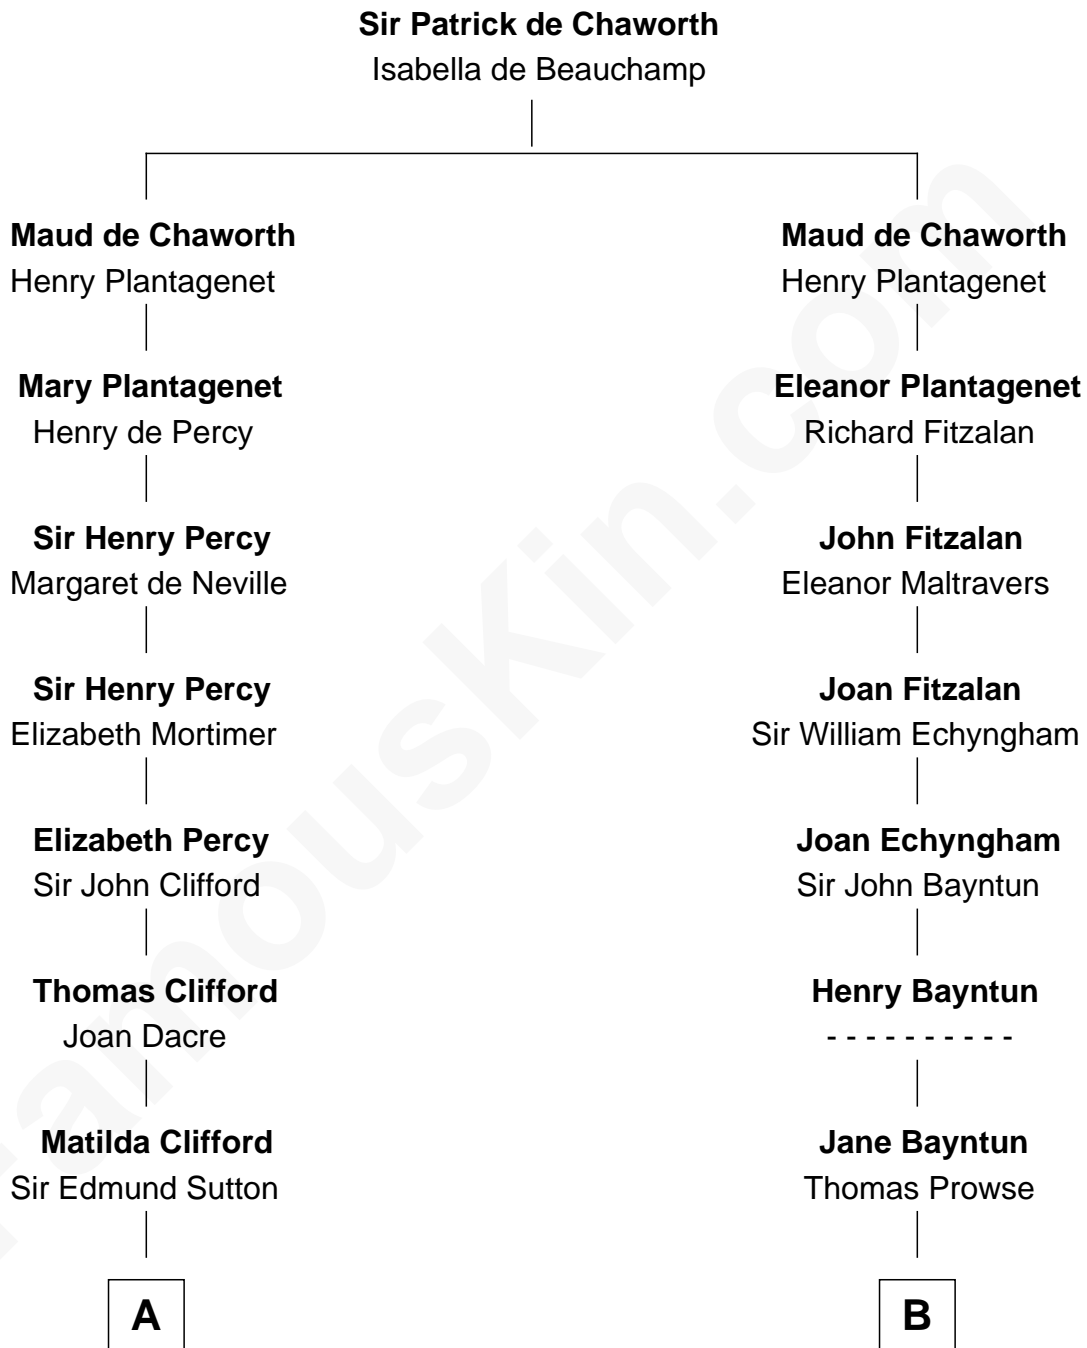 Sir Patrick de Chaworth
Isabella de Beauchamp
Maud de Chaworth
Henry Plantagenet
Mary Plantagenet
Henry de Percy
Sir Henry Percy
Margaret de Neville
Sir Henry Percy
Elizabeth Mortimer
Elizabeth Percy
Sir John Clifford
Thomas Clifford
Joan Dacre
Matilda Clifford
Sir Edmund Sutton
A
Maud de Chaworth
Henry Plantagenet
Eleanor Plantagenet
Richard Fitzalan
John Fitzalan
Eleanor Maltravers
Joan Fitzalan
Sir William Echyngham
Joan Echyngham
Sir John Bayntun
Henry Bayntun
- - - - - - - - - -
Jane Bayntun
Thomas Prowse
B
FamousKin.com